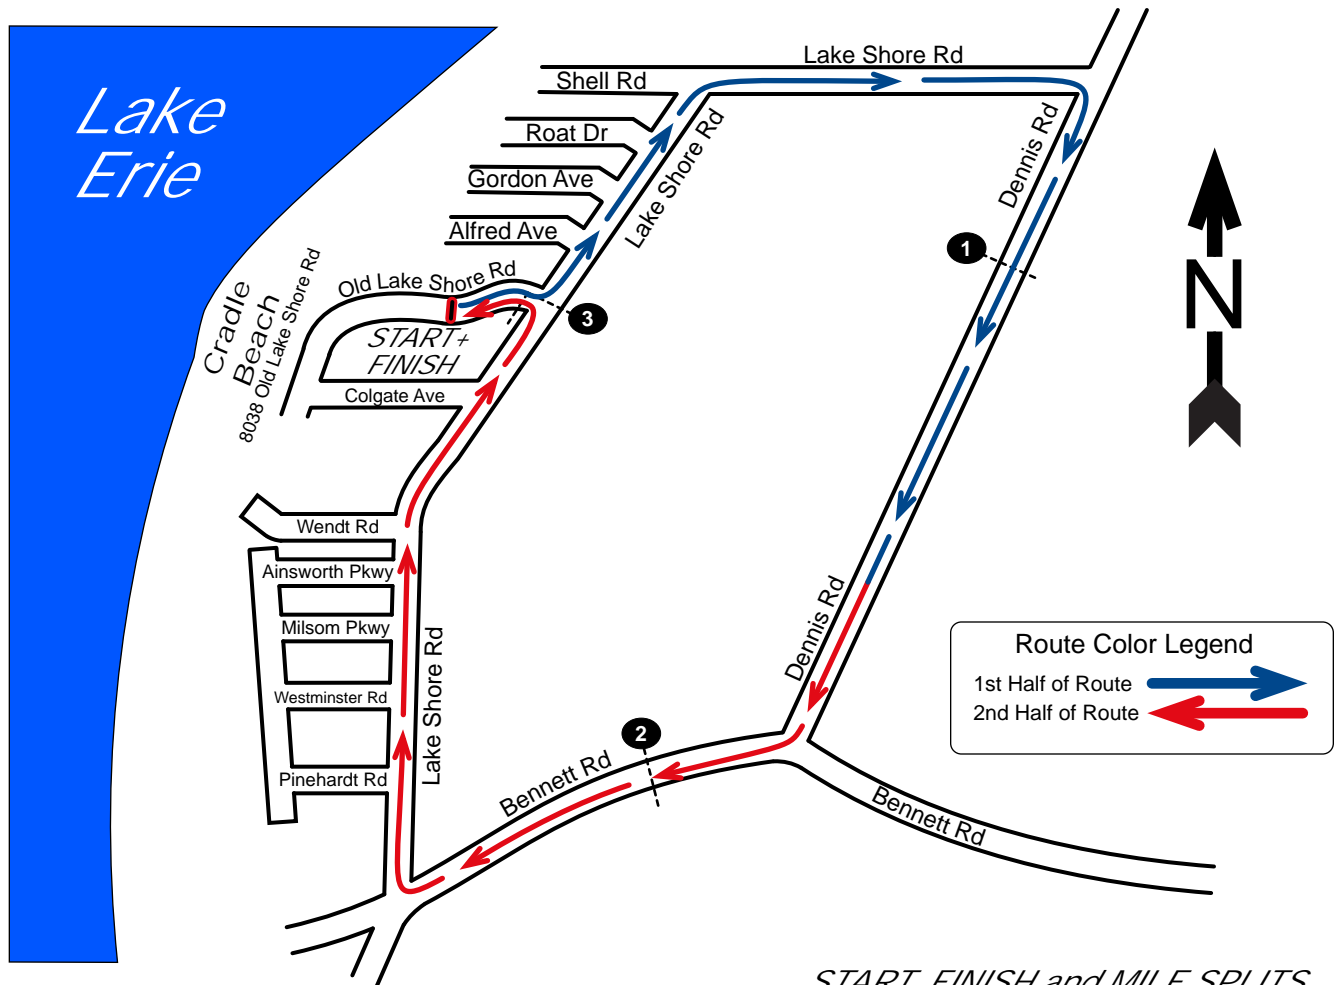 Lake Shore Rd
Shell Rd
Lake
Erie
Roat Dr
Dennis Rd
Lake Shore Rd
Gordon Ave
Alfred Ave
1
Old Lake Shore Rd
N
Cradle
Beach
8038 Old Lake Shore Rd
3
START+
FINISH
Colgate Ave
Wendt Rd
Ainsworth Pkwy
Milsom Pkwy
Dennis Rd
Route Color Legend
1st Half of Route
2nd Half of Route
Westminster Rd
Lake Shore Rd
2
Pinehardt Rd
Bennett Rd
Bennett Rd
START, FINISH and MILE SPLITS